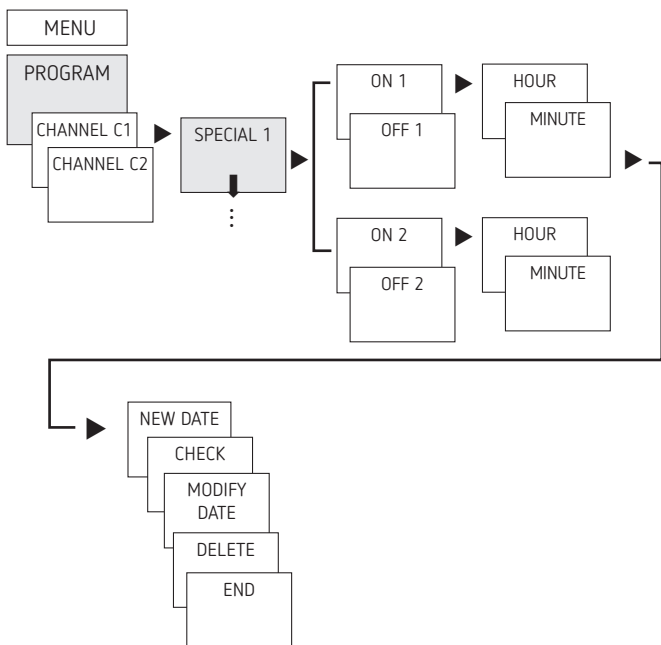 MENU
PROGRAM
CHANNEL C1
CHANNEL C2
SPECIAL 1
ON 1
OFF 1
HOUR
MINUTE
ON 2
OFF 2
HOUR
MINUTE
NEW DATE
CHECK
MODIFY
DATE
DELETE
END